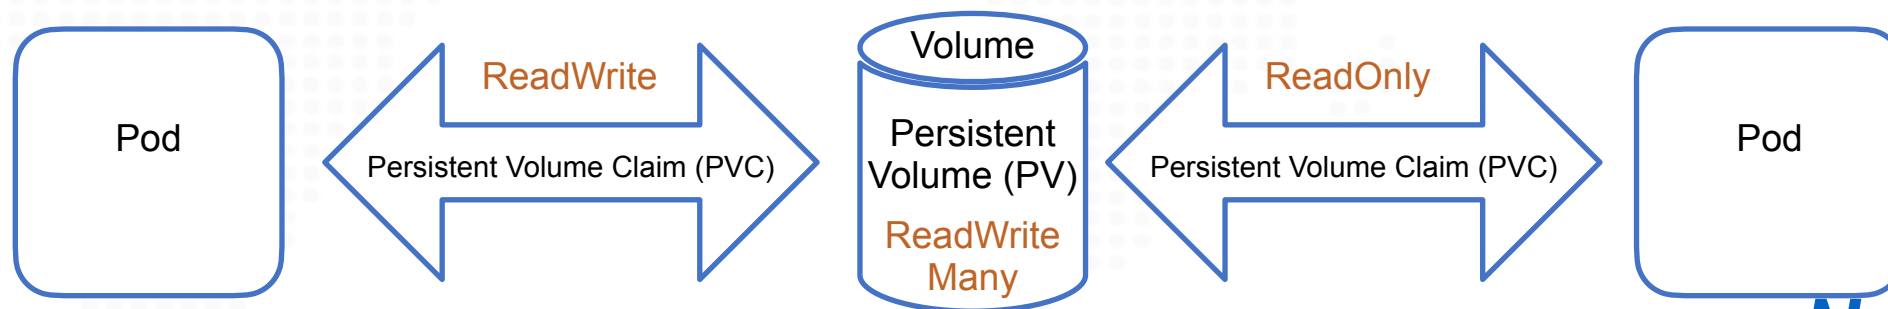 Pod
ReadWrite
Persistent Volume Claim (PVC)
Volume
Persistent
Volume (PV)
ReadWrite
Many
ReadOnly
Persistent Volume Claim (PVC)
Pod